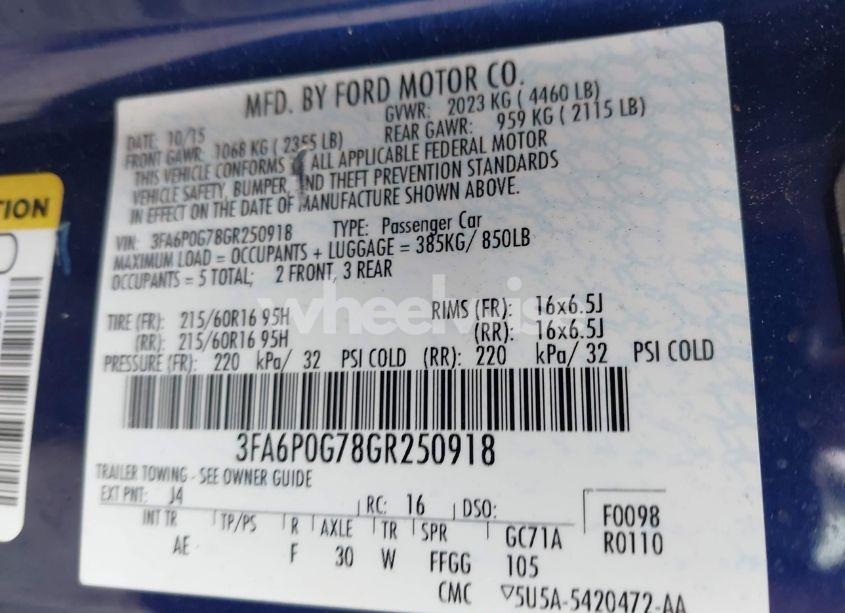 MFD. BY FORD MOTOR CO.
DATE: 10/15 GVWR: 2023 KG ( 4460 LB)
FRONT GAWR: 1068 KG ( 2355 LB) REAR GAWR: 959 KG ( 2115 LB)
THIS VEHICLE CONFORMS ALL APPLICABLE FEDERAL MOTOR
VEHICLE SAFETY, BUMPER, AND THEFT PREVENTION STANDARDS
IN EFFECT ON THE DATE OF MANUFACTURE SHOWN ABOVE.
VIN: 3FA6P0G78GR250918 TYPE: Passenger Car
MAXIMUM LOAD = OCCUPANTS + LUGGAGE = 385KG/ 850LB
OCCUPANTS = 5 TOTAL; 2 FRONT, 3 REAR
TIRE (FR): 215/60R16 95H RIMS (FR): 16x6.5J
(RR): 215/60R16 95H (RR): 16x6.5J
PRESSURE (FR): 220 kPa/ 32 PSI COLD (RR): 220 kPa/ 32 PSI COLD
3FA6P0G78GR250918
TRAILER TOWING - SEE OWNER GUIDE
EXT PNT: J4 RC: 16 DSO: F0098
INT TR TP/PS R AXLE TR SPR GC71A R0110
AE F 30 W FFGG 105
CMC ▽5U5A-5420472-AA